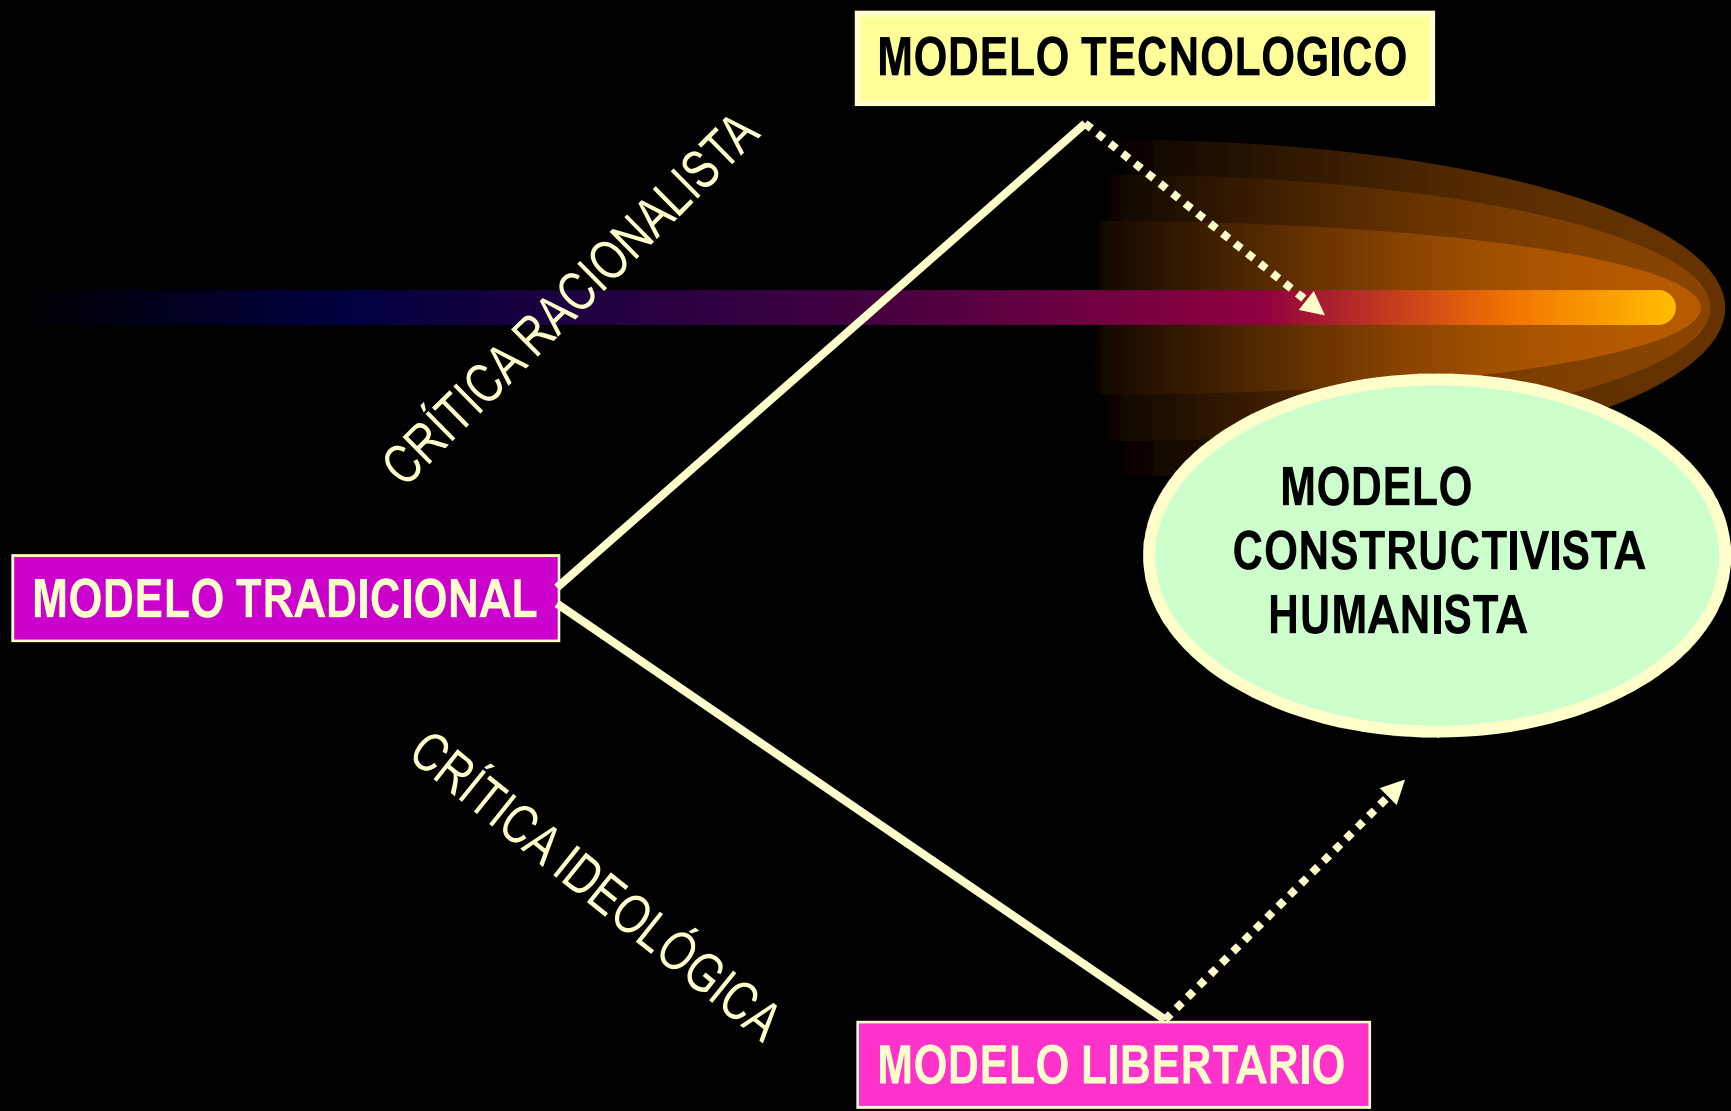 MODELO TECNOLOGICO
CRÍTICA RACIONALISTA
MODELO
CONSTRUCTIVISTA
HUMANISTA
MODELO TRADICIONAL
CRÍTICA IDEOLÓGICA
MODELO LIBERTARIO